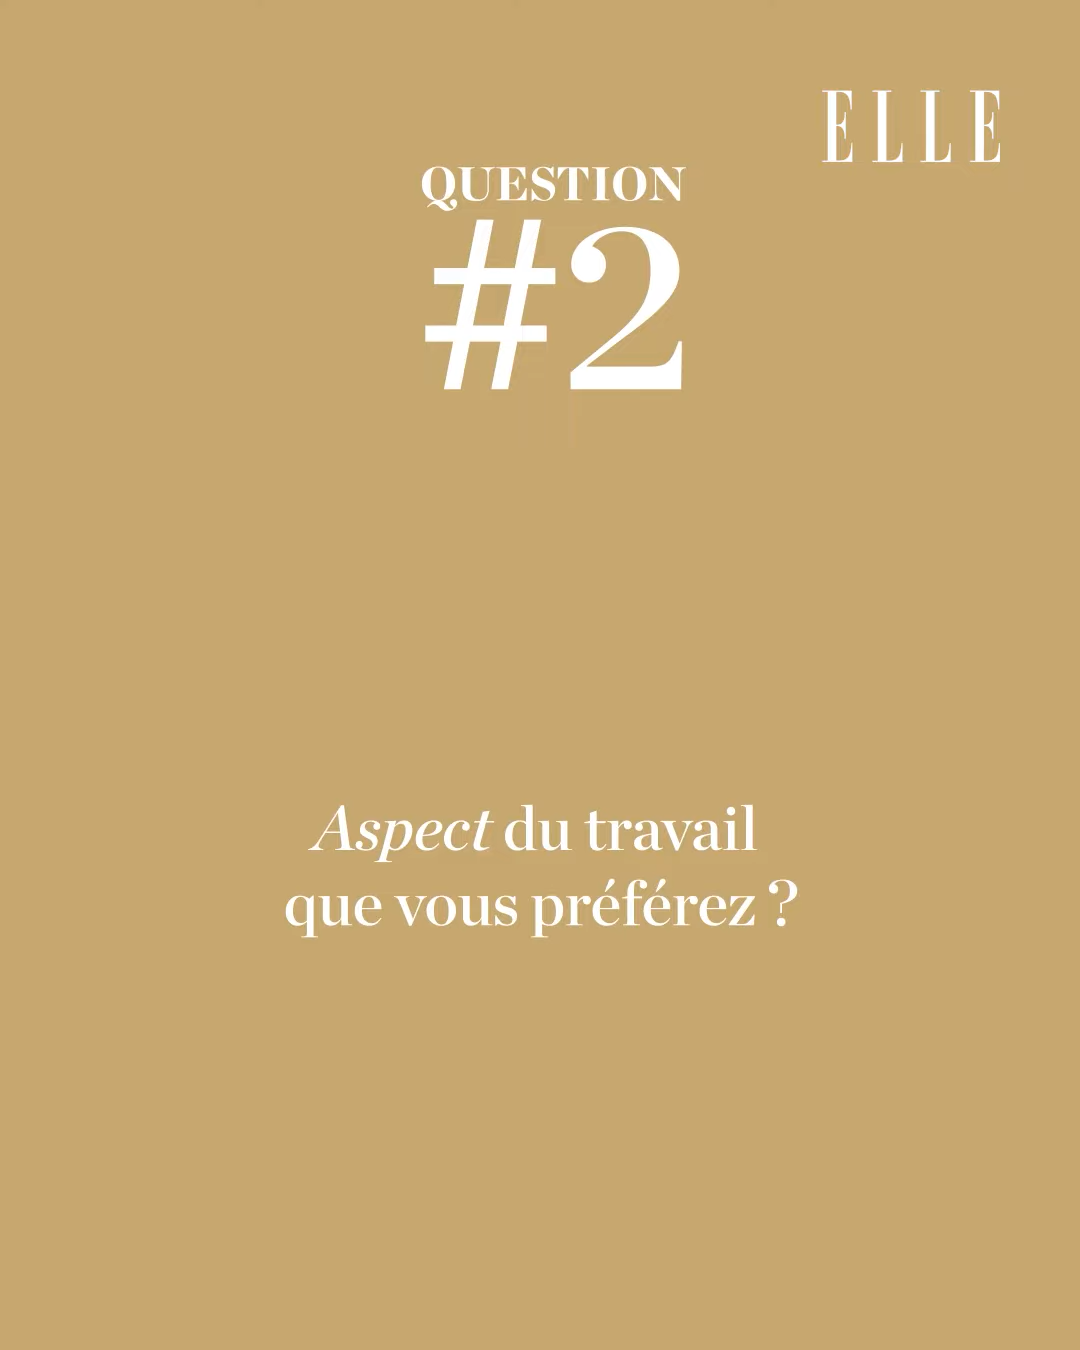 ELLE
QUESTION
#2
Aspect du travail
que vous préférez ?